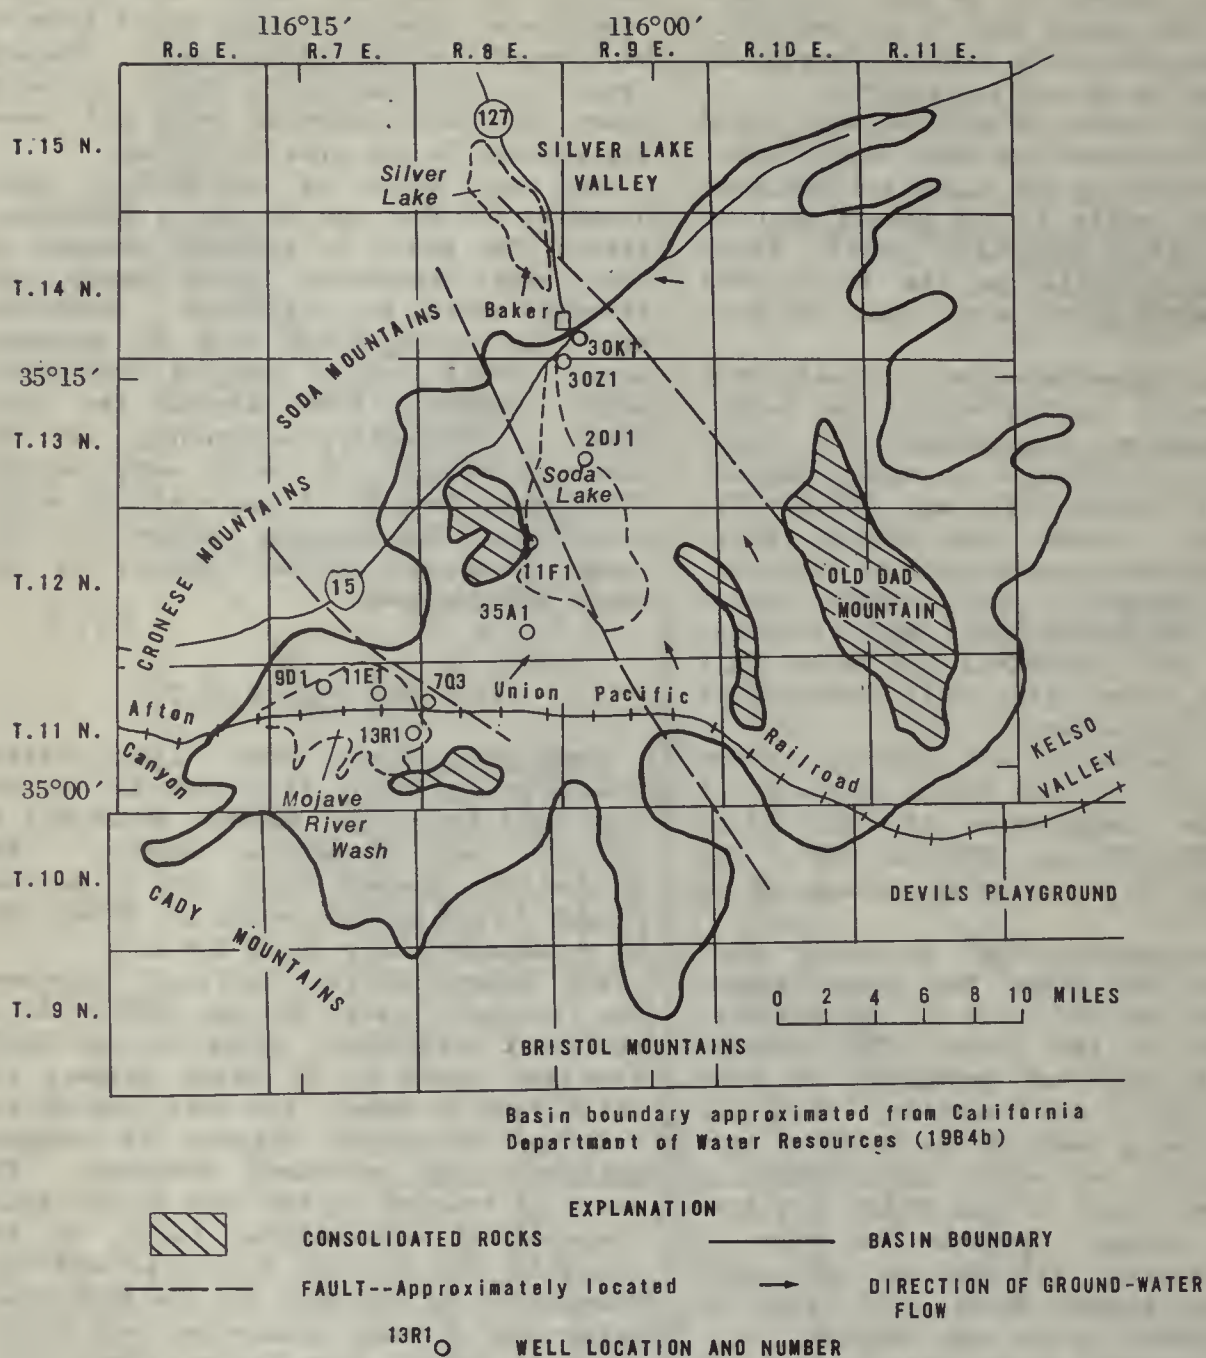 116°15′ 116°00′
R.6 E. R.7 E. R.8 E. R.9 E. R.10 E. R.11 E.
127
T.15 N.
SILVER LAKE
VALLEY
Silver
Lake
T.14 N.
Baker
SODA MOUNTAINS
30K1
35°15′
30Z1
T.13 N.
20J1
Soda
Lake
CRONESE MOUNTAINS
11F1
T.12 N.
15
OLD DAD
MOUNTAIN
35A1
9D1 11E1 7Q3
Union Pacific Railroad
Afton
Canyon
T.11 N.
13R1
KELSO
VALLEY
35°00′
Mojave
River
Wash
T.10 N.
CADY MOUNTAINS
DEVILS PLAYGROUND
T. 9 N.
0 2 4 6 8 10 MILES
BRISTOL MOUNTAINS
Basin boundary approximated from California
Department of Water Resources (1984b)
EXPLANATION
CONSOLIDATED ROCKS
BASIN BOUNDARY
FAULT--Approximately located
DIRECTION OF GROUND-WATER
FLOW
13R1
WELL LOCATION AND NUMBER